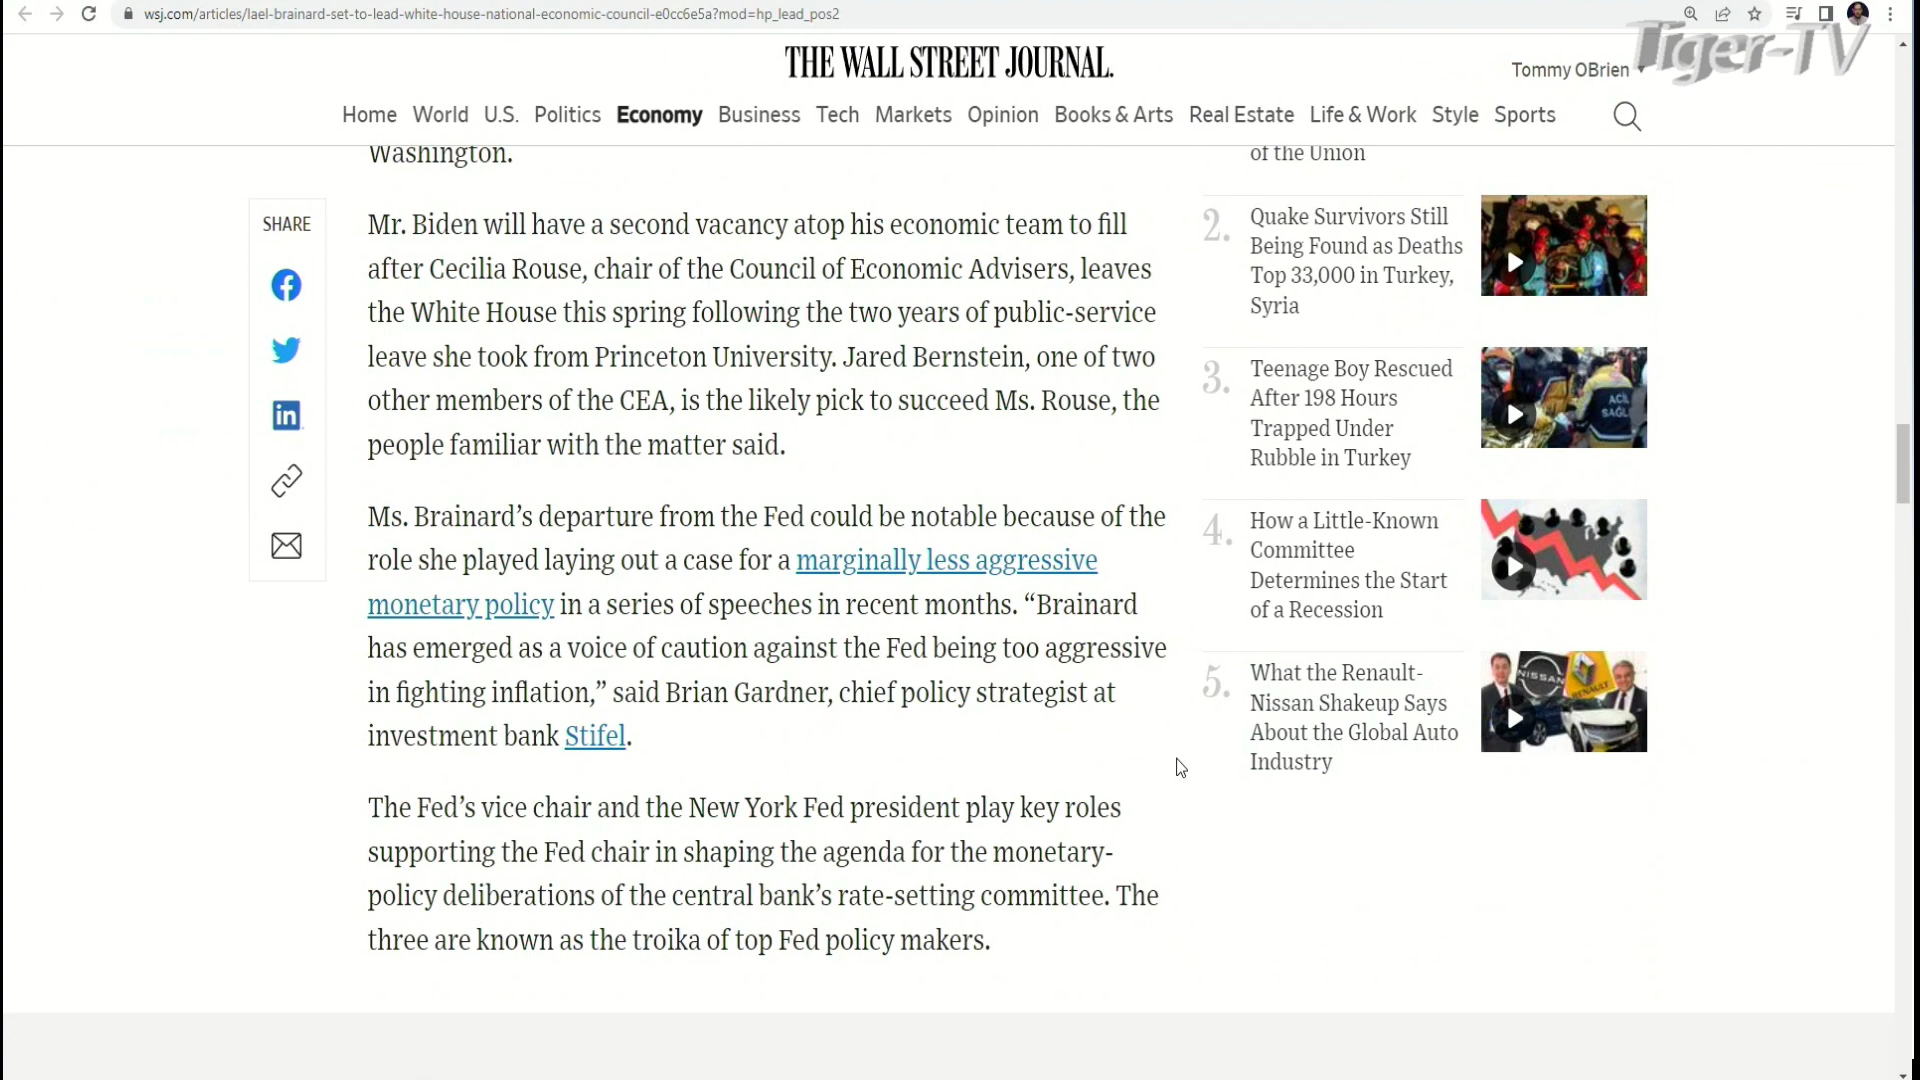 wsj.com/articles/lael-brainard-set-to-lead-white-house-national-economic-council-e0cc6e5a?mod=hp_lead_pos2
Tiger-TV
THE WALL STREET JOURNAL.
Tommy OBrien
Home World U.S. Politics Economy Business Tech Markets Opinion Books & Arts Real Estate Life & Work Style Sports
Washington.
SHARE
Mr. Biden will have a second vacancy atop his economic team to fill
after Cecilia Rouse, chair of the Council of Economic Advisers, leaves
the White House this spring following the two years of public-service
leave she took from Princeton University. Jared Bernstein, one of two
other members of the CEA, is the likely pick to succeed Ms. Rouse, the
people familiar with the matter said.
Ms. Brainard’s departure from the Fed could be notable because of the
role she played laying out a case for a marginally less aggressive
monetary policy in a series of speeches in recent months. “Brainard
has emerged as a voice of caution against the Fed being too aggressive
in fighting inflation,” said Brian Gardner, chief policy strategist at
investment bank Stifel.
The Fed’s vice chair and the New York Fed president play key roles
supporting the Fed chair in shaping the agenda for the monetary-
policy deliberations of the central bank’s rate-setting committee. The
three are known as the troika of top Fed policy makers.
of the Union
2. Quake Survivors Still
Being Found as Deaths
Top 33,000 in Turkey,
Syria
3. Teenage Boy Rescued
After 198 Hours
Trapped Under
Rubble in Turkey
ACİL
SAĞL
4. How a Little-Known
Committee
Determines the Start
of a Recession
5. What the Renault-
Nissan Shakeup Says
About the Global Auto
Industry
NISSAN
RENAULT